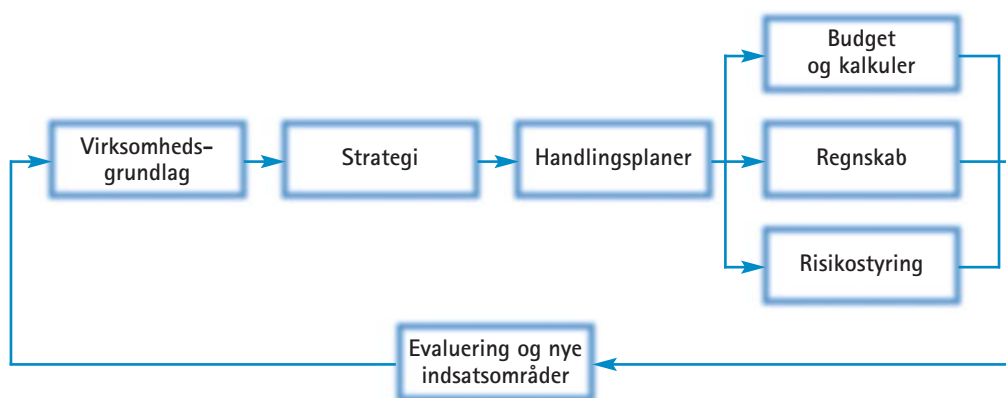 Virksomheds-
grundlag
Strategi
Handlingsplaner
Budget
og kalkuler
Regnskab
Risikostyring
Evaluering og nye
indsatsområder